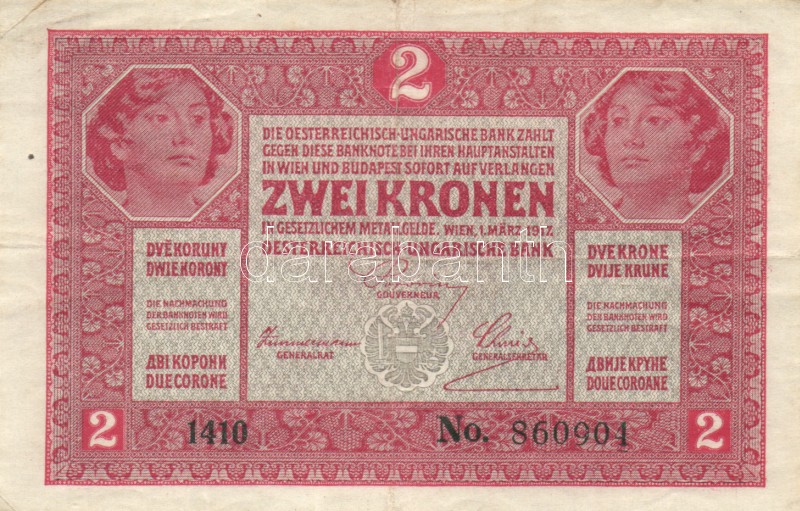 2
DIE OESTERREICHISCH-UNGARISCHE BANK ZAHLT
GEGEN DIESE BANKNOTE BEI IHREN HAUPTANSTALTEN
IN WIEN UND BUDAPEST SOFORT AUF VERLANGEN
ZWEI KRONEN
IN GESETZLICHEM METALLGELDE. WIEN, 1. MÄRZ 1917
OESTERREICHISCH-UNGARISCHE BANK
darabanth
GOUVERNEUR
GENERALRAT
GENERALSEKRETÄR
DVĚ KORUNY
DWIE KORONY
DIE NACHMACHUNG
DER BANKNOTEN WIRD
GESETZLICH BESTRAFT
ДВІ КОРОНИ
DUE CORONE
DVE KRONE
DVIJE KRUNE
DIE NACHMACHUNG
DER BANKNOTEN WIRD
GESETZLICH BESTRAFT
ДВИЈЕ КРУНЕ
DOUE COROANE
2
1410
No. 860904
2